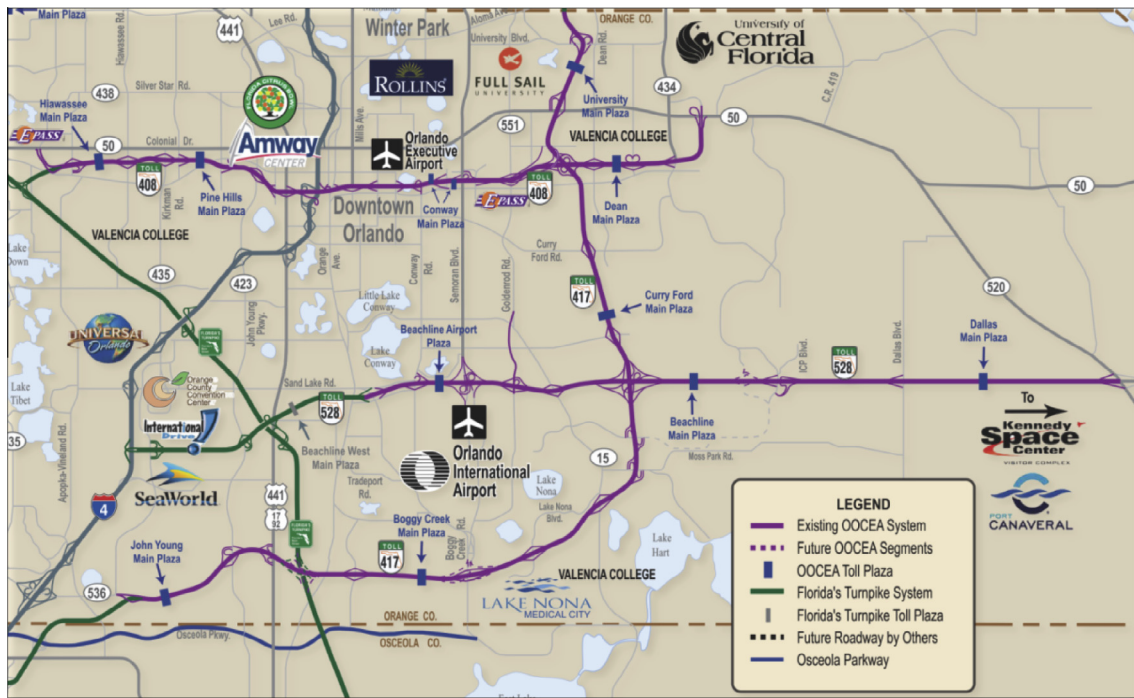 Main Plaza
Hiawassee Rd.
441
Lee Rd.
Winter Park
Aloma Ave.
University Blvd.
ORANGE CO.
Dean Rd.
University of
Central
Florida
ROLLINS
FULL SAIL
UNIVERSITY
438
Silver Star Rd.
FLORIDA CITRUS BOWL
Hiawassee
Main Plaza
University
Main Plaza
434
C.R. 419
E-PASS
50
Colonial Dr.
Amway
CENTER
Mills Ave.
Orlando
Executive
Airport
551
VALENCIA COLLEGE
50
TOLL
408
Kirkman
Rd.
Pine Hills
Main Plaza
Downtown
Orlando
Conway
Main Plaza
E-PASS
TOLL
408
Dean
Main Plaza
50
VALENCIA COLLEGE
Lake
Down
435
423
Orange
Ave.
Conway
Rd.
Semoran Blvd.
Goldenrod Rd.
Curry
Ford Rd.
TOLL
417
Curry Ford
Main Plaza
520
John Young
Pkwy.
Little Lake
Conway
UNIVERSAL
Orlando
FLORIDA'S
TURNPIKE
Beachline Airport
Plaza
Lake
Conway
ICP Blvd.
TOLL
528
Dallas Blvd.
Dallas
Main Plaza
Lake
Tibet
Orange
County
Convention
Center
Sand Lake Rd.
TOLL
528
Beachline
Main Plaza
To
Kennedy
Space
Center
VISITOR COMPLEX
International
Drive
Beachline West
Main Plaza
Orlando
International
Airport
15
Moss Park Rd.
35
Apopka-Vineland Rd.
SeaWorld
Tradeport
Rd.
Lake
Nona
Lake Nona
Blvd.
PORT
CANAVERAL
4
441
17
92
FLORIDA'S
TURNPIKE
Boggy Creek
Main Plaza
Boggy
Creek Rd.
Lake
Hart
John Young
Main Plaza
TOLL
417
VALENCIA COLLEGE
536
LAKE NONA
MEDICAL CITY
ORANGE CO.
Osceola Pkwy.
OSCEOLA CO.
LEGEND
Existing OOCEA System
Future OOCEA Segments
OOCEA Toll Plaza
Florida's Turnpike System
Florida's Turnpike Toll Plaza
Future Roadway by Others
Osceola Parkway